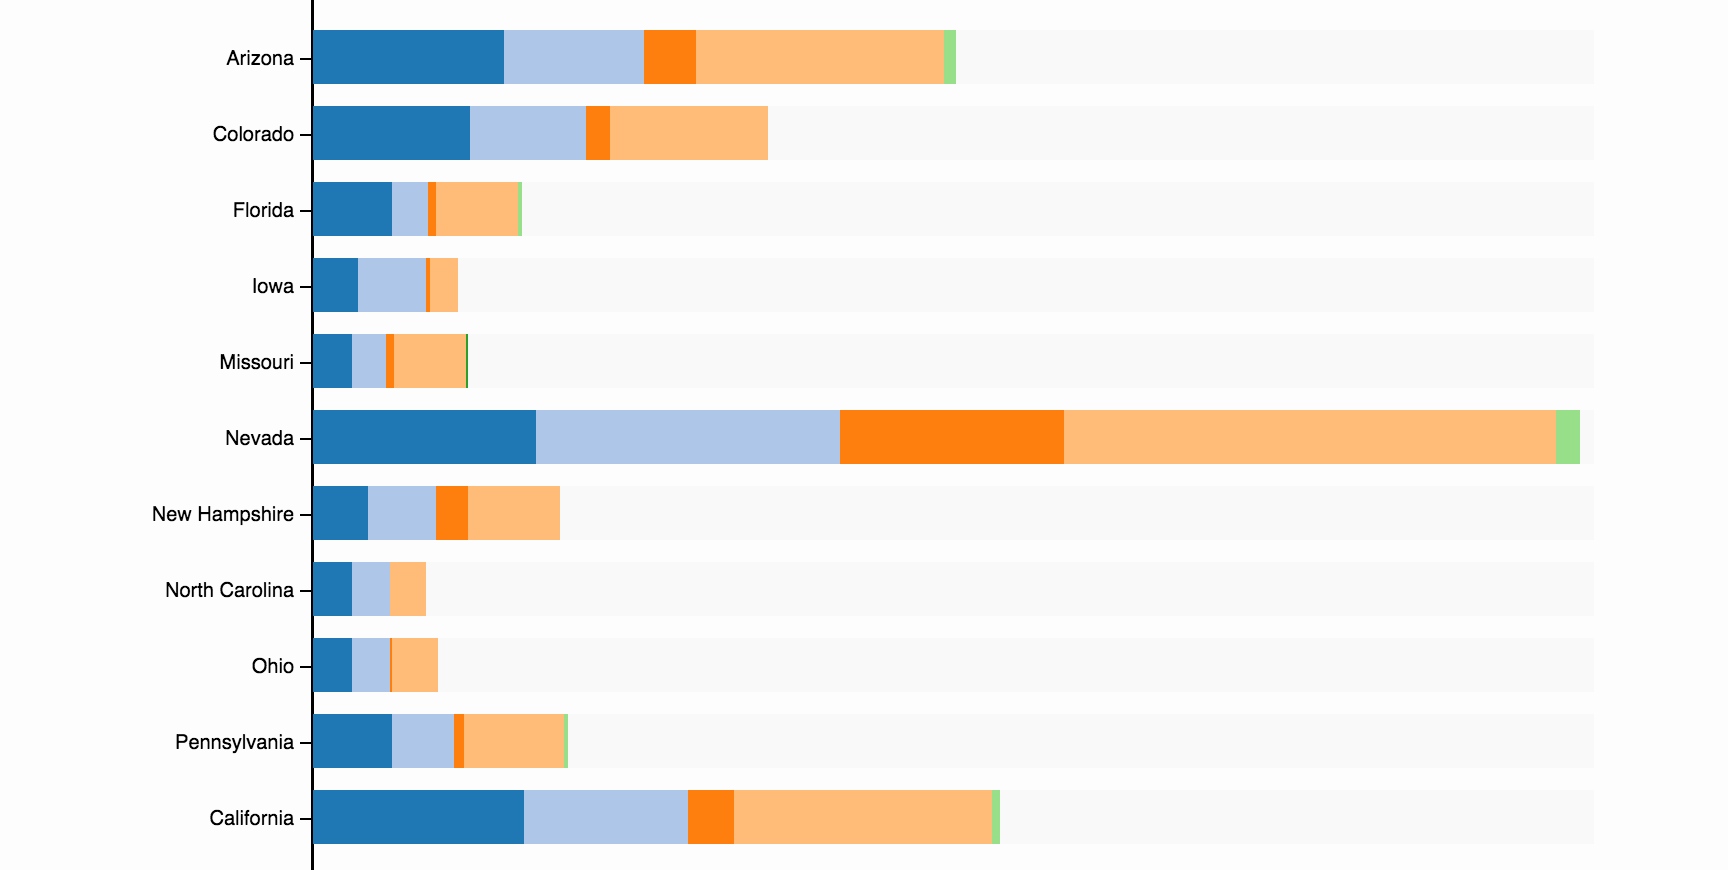 Arizona
Colorado
Florida
Iowa
Missouri
Nevada
New Hampshire
North Carolina
Ohio
Pennsylvania
California